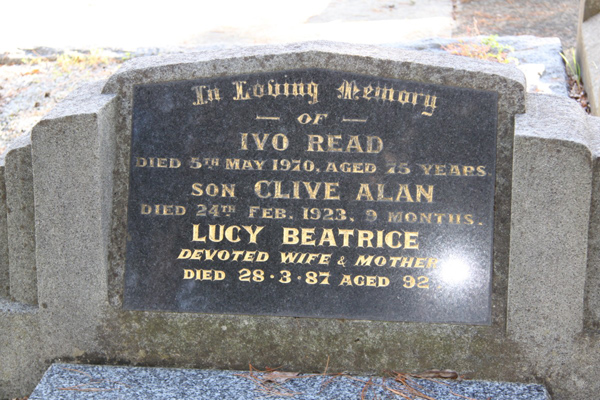 In Loving Memory
— OF —
IVO READ
DIED 5TH MAY 1970, AGED 75 YEARS.
SON CLIVE ALAN
DIED 24TH FEB. 1923, 9 MONTHS.
LUCY BEATRICE
DEVOTED WIFE & MOTHER
DIED 28·3·87 AGED 92